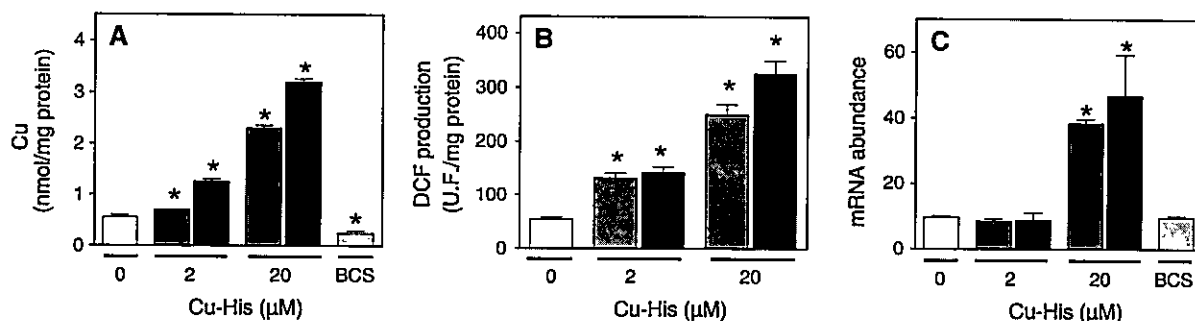 A
Cu
(nmol/mg protein)
4
3
2
1
0
*
*
*
*
*
0
2
20
BCS
Cu-His (μM)
B
DCF production
(U.F./mg protein)
400
300
200
100
0
*
*
*
*
0
2
20
Cu-His (μM)
C
mRNA abundance
60
40
20
0
*
*
0
2
20
BCS
Cu-His (μM)